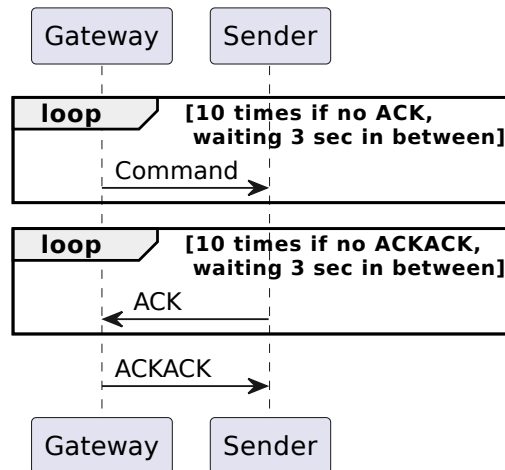 Gateway Sender
loop [10 times if no ACK,
waiting 3 sec in between]
Command
loop [10 times if no ACKACK,
waiting 3 sec in between]
ACK
ACKACK
Gateway Sender